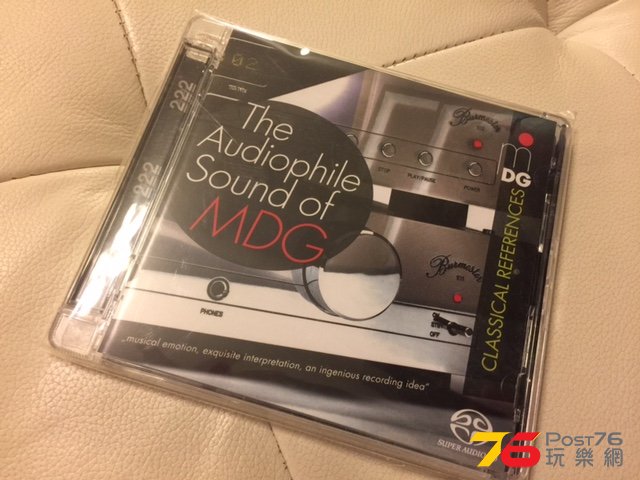 222
222
The
Audiophile
Sound of
MDG
Burmester
STOP
PLAY/PAUSE
POWER
DG
CLASSICAL REFERENCES
Burmester
PHONES
OFF
„musical emotion, exquisite interpretation, an ingenious recording idea“
SUPER AUDIO
76 Post76
玩樂網